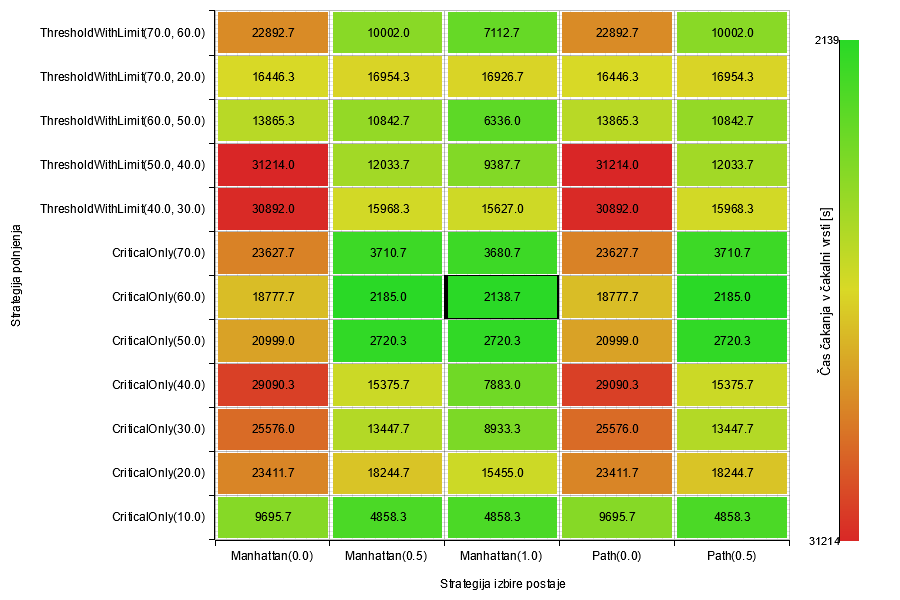 ThresholdWithLimit(70.0, 60.0) 22892.7 10002.0 7112.7 22892.7 10002.0
ThresholdWithLimit(70.0, 20.0) 16446.3 16954.3 16926.7 16446.3 16954.3
ThresholdWithLimit(60.0, 50.0) 13865.3 10842.7 6336.0 13865.3 10842.7
ThresholdWithLimit(50.0, 40.0) 31214.0 12033.7 9387.7 31214.0 12033.7
ThresholdWithLimit(40.0, 30.0) 30892.0 15968.3 15627.0 30892.0 15968.3
CriticalOnly(70.0) 23627.7 3710.7 3680.7 23627.7 3710.7
CriticalOnly(60.0) 18777.7 2185.0 2138.7 18777.7 2185.0
CriticalOnly(50.0) 20999.0 2720.3 2720.3 20999.0 2720.3
CriticalOnly(40.0) 29090.3 15375.7 7883.0 29090.3 15375.7
CriticalOnly(30.0) 25576.0 13447.7 8933.3 25576.0 13447.7
CriticalOnly(20.0) 23411.7 18244.7 15455.0 23411.7 18244.7
CriticalOnly(10.0) 9695.7 4858.3 4858.3 9695.7 4858.3
Manhattan(0.0) Manhattan(0.5) Manhattan(1.0) Path(0.0) Path(0.5)
Strategija izbire postaje
Strategija polnjenja
2139
31214
Čas čakanja v čakalni vrsti [s]